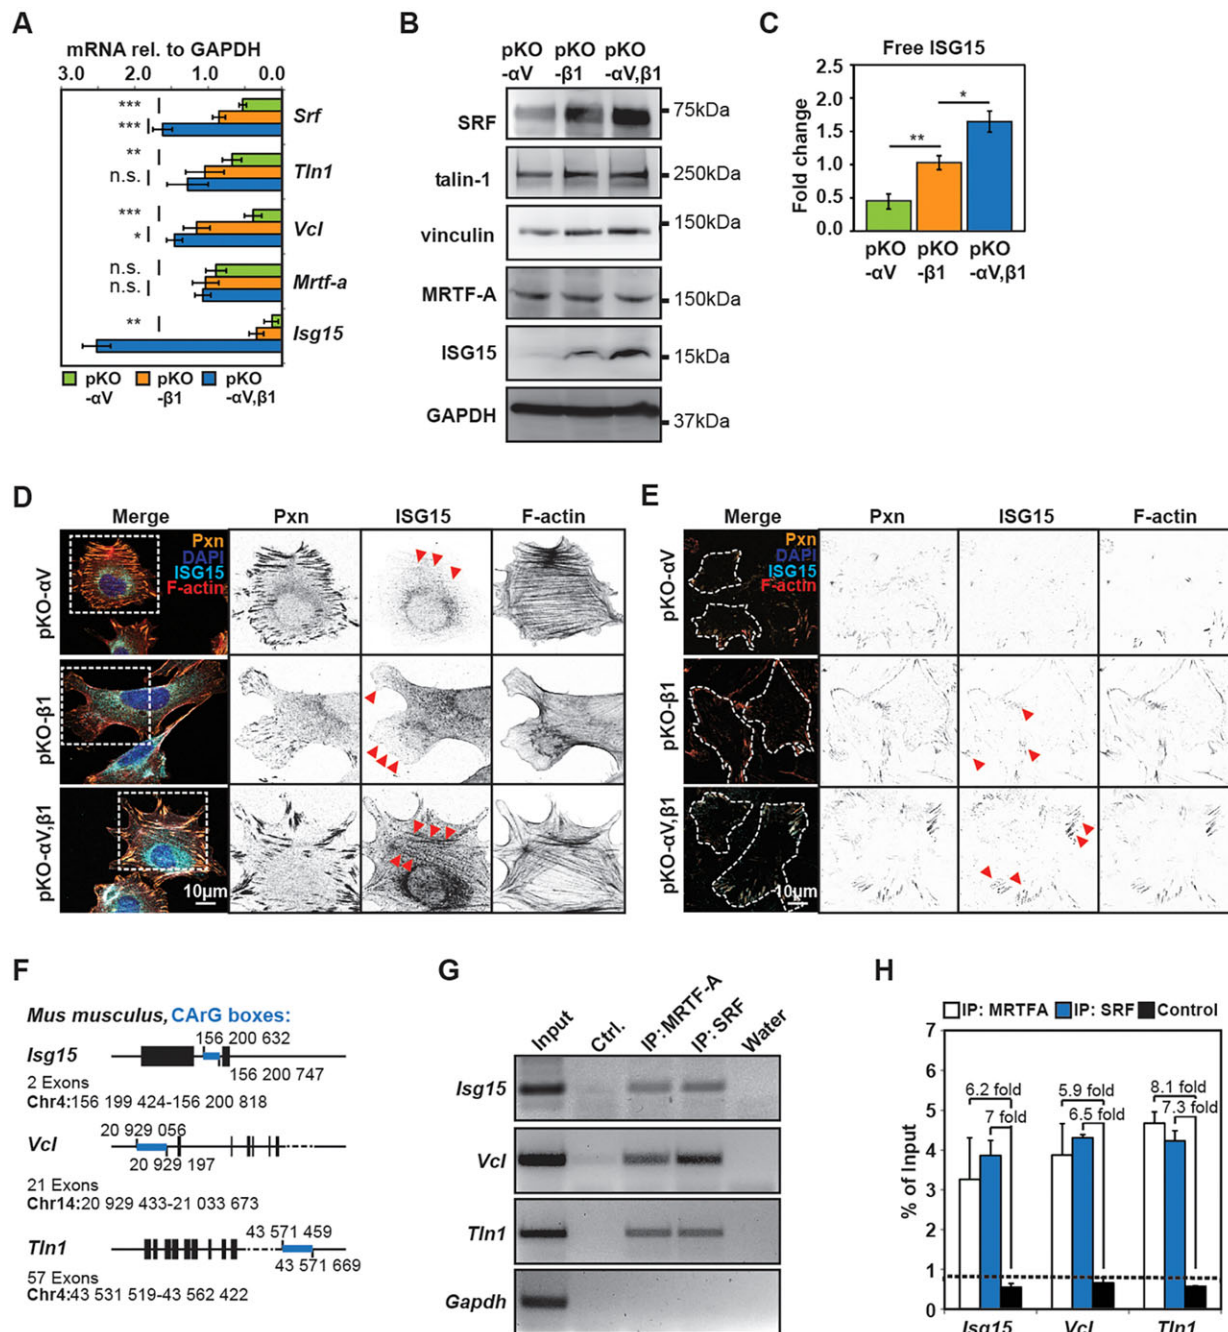 A
mRNA rel. to GAPDH
3.0 2.0 1.0 0.0
*** Srf
***
** Tln1
n.s.
*** Vcl
*
n.s. Mrtf-a
n.s.
** Isg15
pKO -αV pKO -β1 pKO -αV,β1
B
pKO -αV pKO -β1 pKO -αV,β1
SRF 75kDa
talin-1 250kDa
vinculin 150kDa
MRTF-A 150kDa
ISG15 15kDa
GAPDH 37kDa
C
Free ISG15
Fold change
2.5
2.0
1.5
1.0
0.5
0.0
** *
pKO -αV pKO -β1 pKO -αV,β1
D
Merge Pxn ISG15 F-actin
Pxn
DAPI
ISG15
F-actin
pKO-αV
pKO-β1
pKO-αV,β1
10µm
E
Merge Pxn ISG15 F-actin
Pxn
DAPI
ISG15
F-actin
pKO-αV
pKO-β1
pKO-αV,β1
10µm
F
Mus musculus, CArG boxes:
Isg15
156 200 632
156 200 747
2 Exons
Chr4:156 199 424-156 200 818
Vcl
20 929 056
20 929 197
21 Exons
Chr14:20 929 433-21 033 673
Tln1
43 571 459
43 571 669
57 Exons
Chr4:43 531 519-43 562 422
G
Input Ctrl. IP:MRTF-A IP:SRF Water
Isg15
Vcl
Tln1
Gapdh
H
IP: MRTFA IP: SRF Control
% of Input
7
6
5
4
3
2
1
0
6.2 fold
7 fold
5.9 fold
6.5 fold
8.1 fold
7.3 fold
Isg15 Vcl Tln1